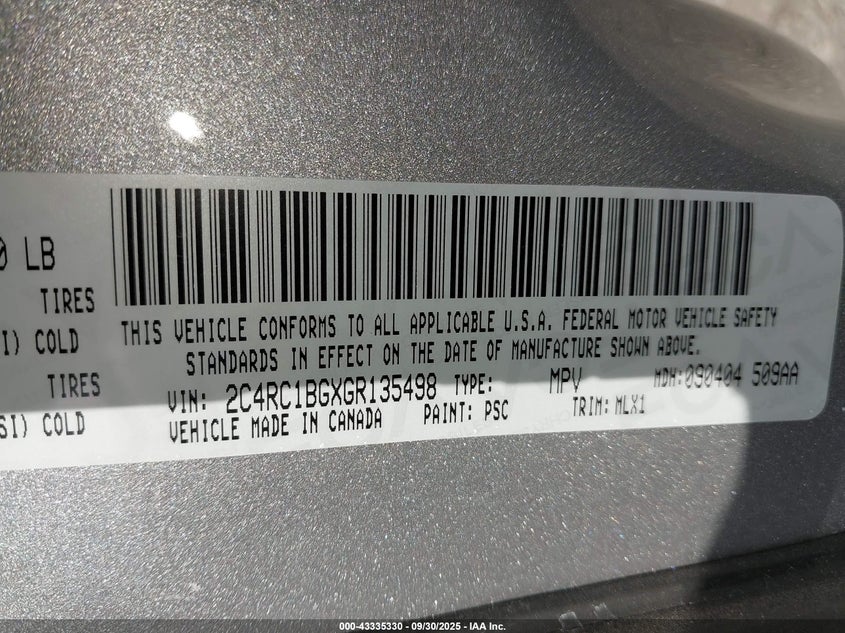 0 LB
TIRES
I) COLD
TIRES
SI) COLD
THIS VEHICLE CONFORMS TO ALL APPLICABLE U.S.A. FEDERAL MOTOR VEHICLE SAFETY
STANDARDS IN EFFECT ON THE DATE OF MANUFACTURE SHOWN ABOVE.
VIN: 2C4RC1BGXGR135498 TYPE: MPV MDH:090404 509AA
VEHICLE MADE IN CANADA PAINT: PSC TRIM: MLX1
000-43335330 - 09/30/2025 - IAA Inc.